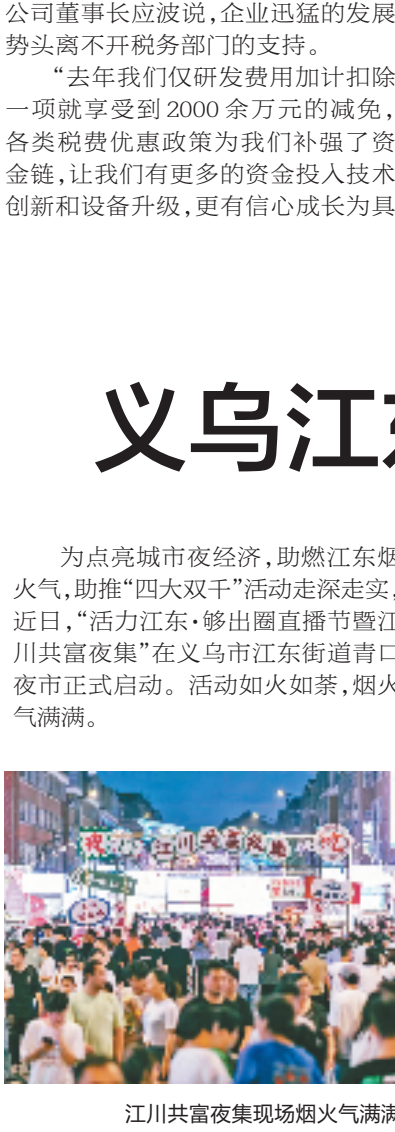 公司董事长应波说，企业迅猛的发展
势头离不开税务部门的支持。
“去年我们仅研发费用加计扣除
一项就享受到2000余万元的减免，
各类税费优惠政策为我们补强了资
金链，让我们有更多的资金投入技术
创新和设备升级，更有信心成长为具
义乌江东
为点亮城市夜经济，助燃江东烟
火气，助推“四大双千”活动走深走实，
近日，“活力江东·够出圈直播节暨江
川共富夜集”在义乌市江东街道青口
夜市正式启动。活动如火如荼，烟火
气满满。
江川共富夜集
江川共富夜集现场烟火气满满